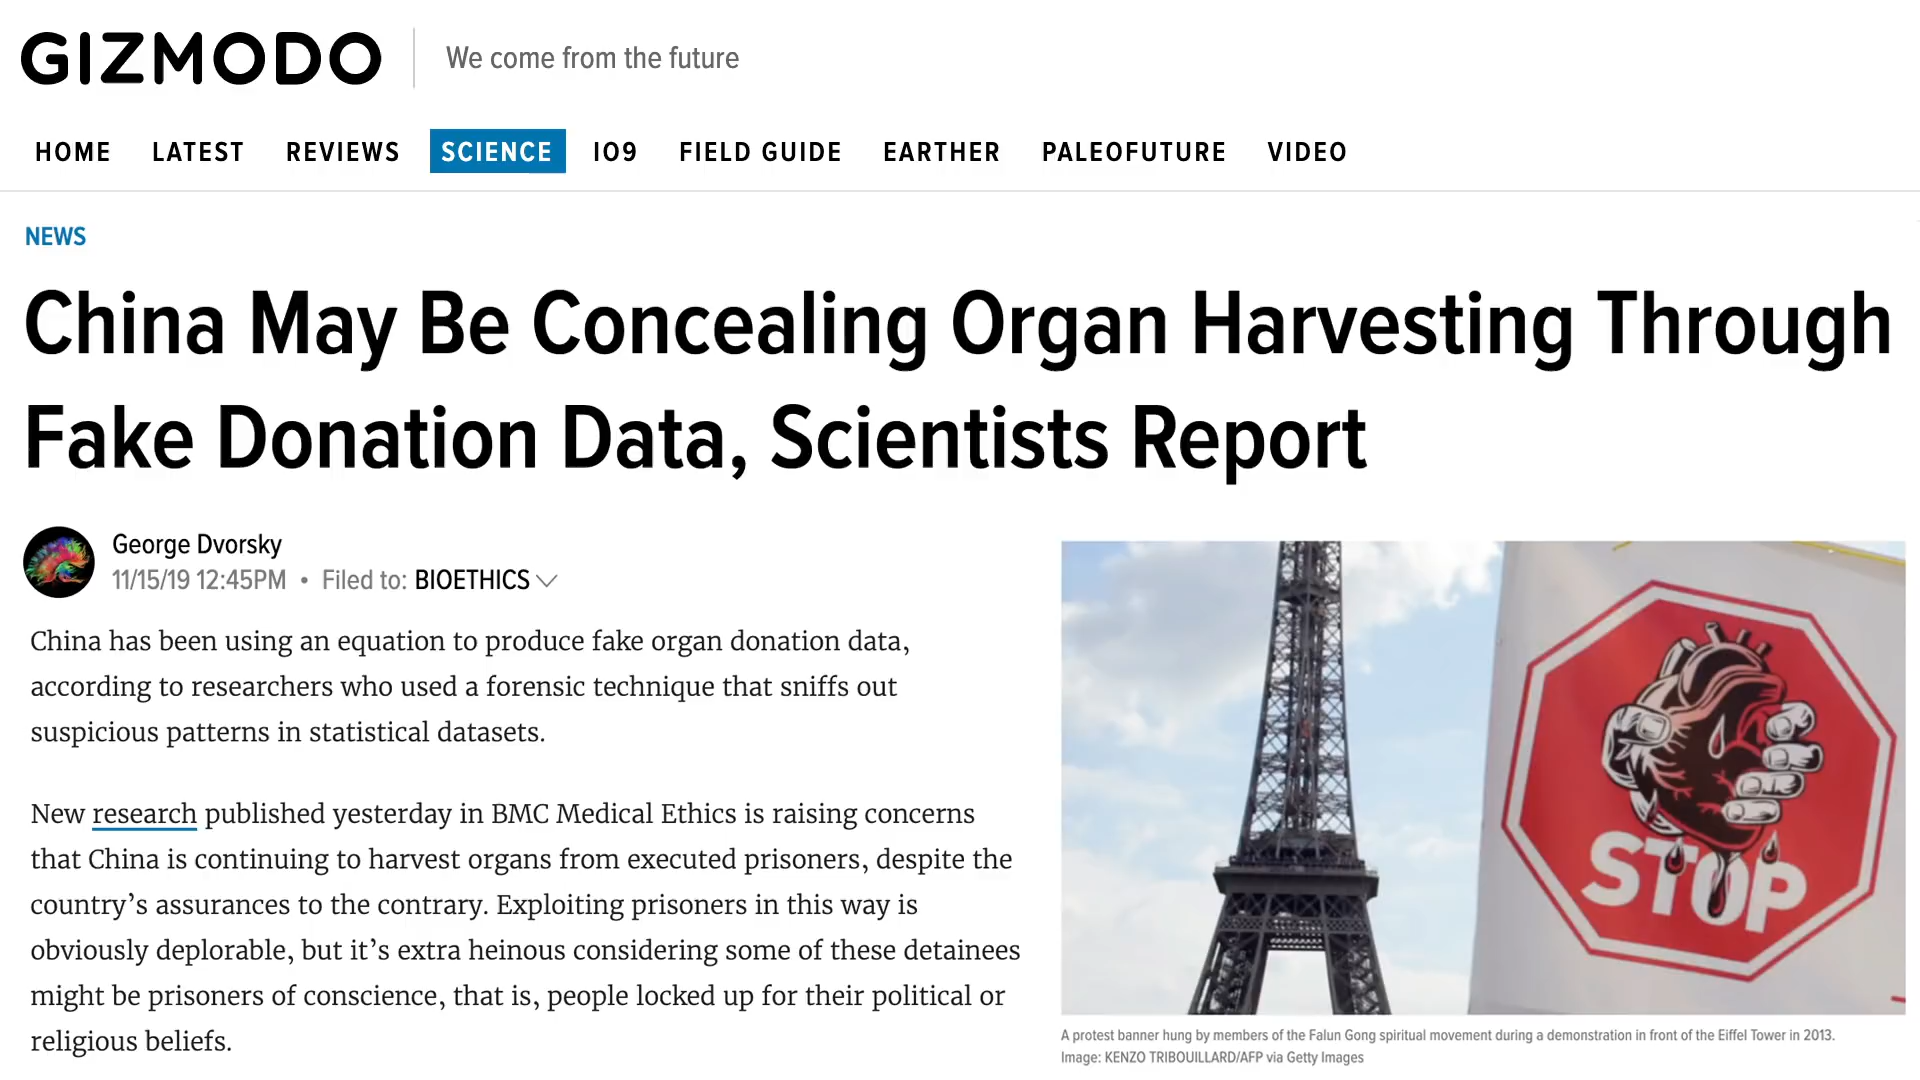 GIZMODO
We come from the future
HOME LATEST REVIEWS SCIENCE IO9 FIELD GUIDE EARTHER PALEOFUTURE VIDEO
NEWS
China May Be Concealing Organ Harvesting Through
Fake Donation Data, Scientists Report
George Dvorsky
11/15/19 12:45PM • Filed to: BIOETHICS
China has been using an equation to produce fake organ donation data,
according to researchers who used a forensic technique that sniffs out
suspicious patterns in statistical datasets.
New research published yesterday in BMC Medical Ethics is raising concerns
that China is continuing to harvest organs from executed prisoners, despite the
country’s assurances to the contrary. Exploiting prisoners in this way is
obviously deplorable, but it’s extra heinous considering some of these detainees
might be prisoners of conscience, that is, people locked up for their political or
religious beliefs.
STOP
A protest banner hung by members of the Falun Gong spiritual movement during a demonstration in front of the Eiffel Tower in 2013.
Image: KENZO TRIBOUILLARD/AFP via Getty Images